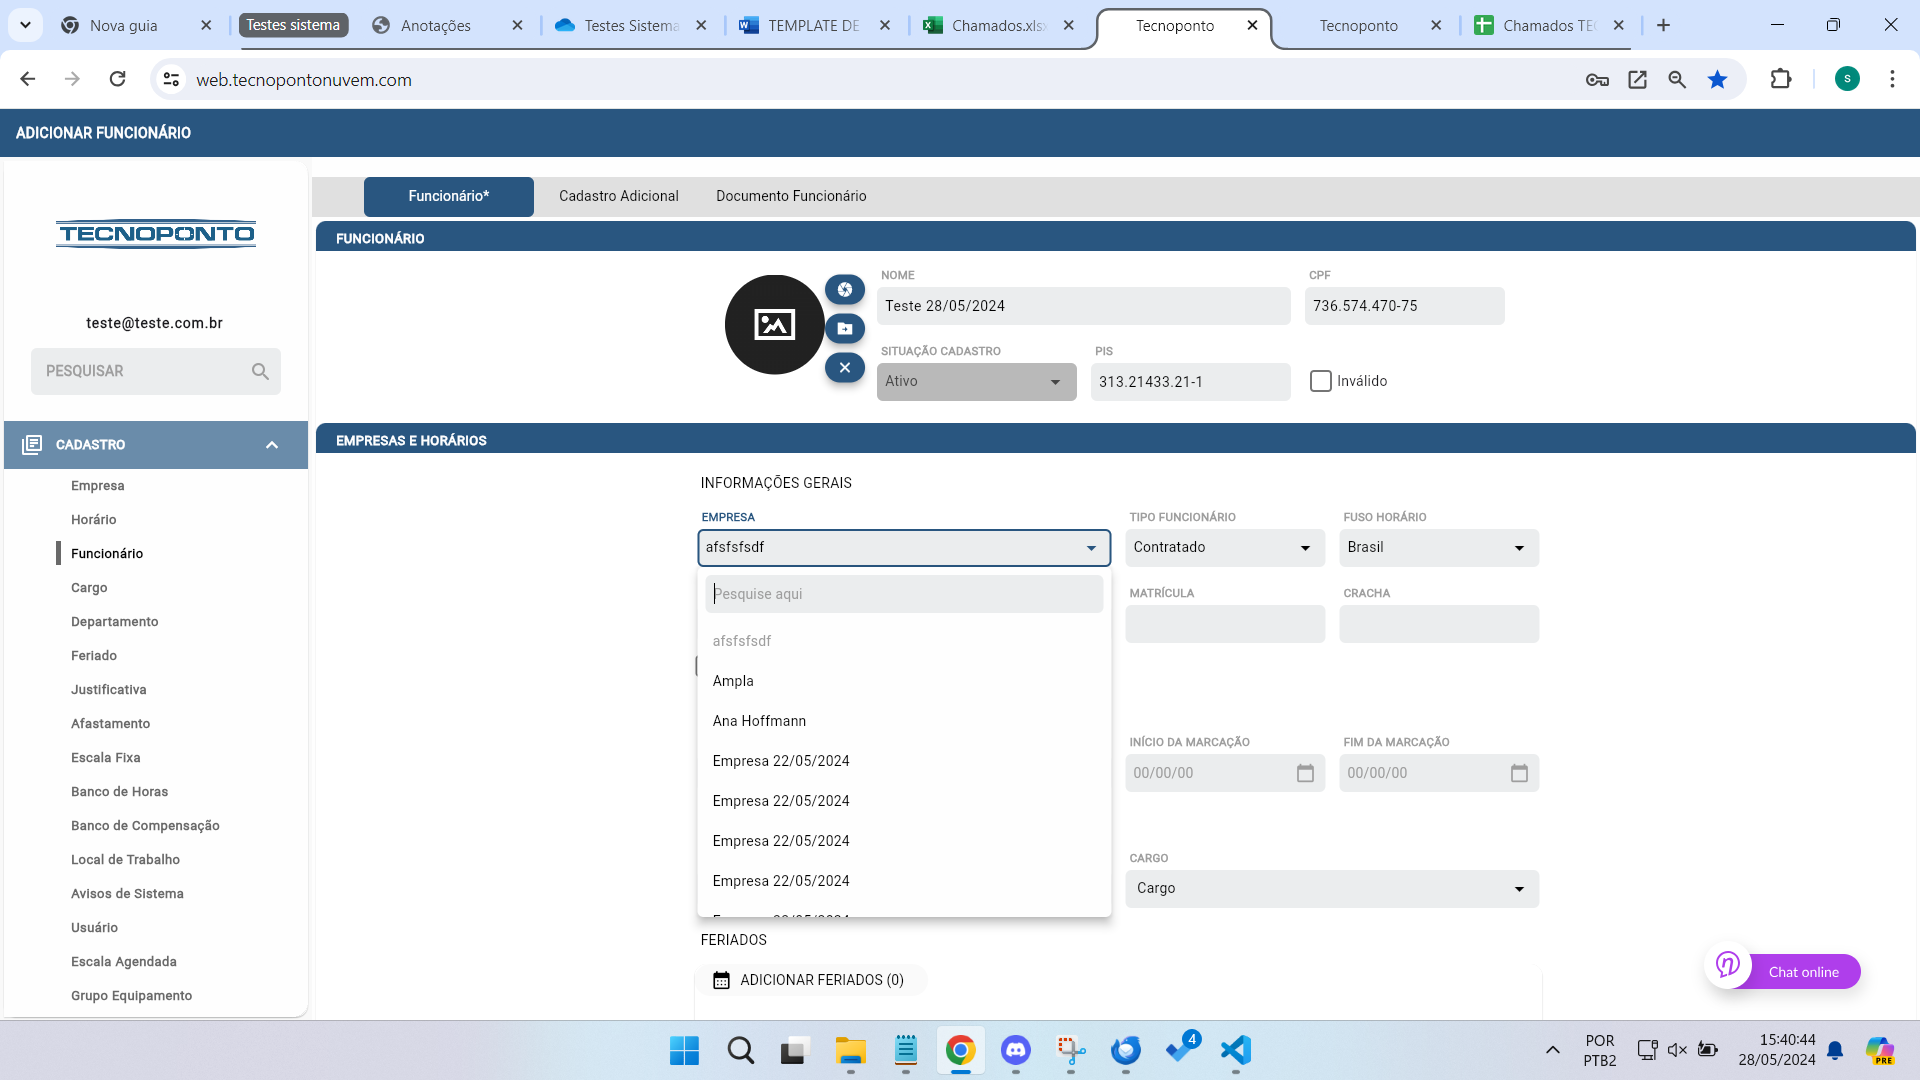 Nova guia
Testes sistema
Anotações
Testes Sistema
TEMPLATE DE
Chamados.xlsx
Tecnoponto
Tecnoponto
Chamados TEC
web.tecnopontonuvem.com
S
ADICIONAR FUNCIONÁRIO
TECNOPONTO
teste@teste.com.br
PESQUISAR
CADASTRO
Empresa
Horário
Funcionário
Cargo
Departamento
Feriado
Justificativa
Afastamento
Escala Fixa
Banco de Horas
Banco de Compensação
Local de Trabalho
Avisos de Sistema
Usuário
Escala Agendada
Grupo Equipamento
Funcionário*
Cadastro Adicional
Documento Funcionário
FUNCIONÁRIO
NOME
CPF
Teste 28/05/2024
736.574.470-75
SITUAÇÃO CADASTRO
PIS
Ativo
313.21433.21-1
Inválido
EMPRESAS E HORÁRIOS
INFORMAÇÕES GERAIS
EMPRESA
TIPO FUNCIONÁRIO
FUSO HORÁRIO
afsfsfsdf
Contratado
Brasil
Pesquise aqui
MATRÍCULA
CRACHA
afsfsfsdf
Ampla
Ana Hoffmann
Empresa 22/05/2024
Empresa 22/05/2024
Empresa 22/05/2024
Empresa 22/05/2024
INÍCIO DA MARCAÇÃO
FIM DA MARCAÇÃO
00/00/00
00/00/00
CARGO
Cargo
FERIADOS
ADICIONAR FERIADOS (0)
Chat online
4
POR
PTB2
15:40:44
28/05/2024
PRE